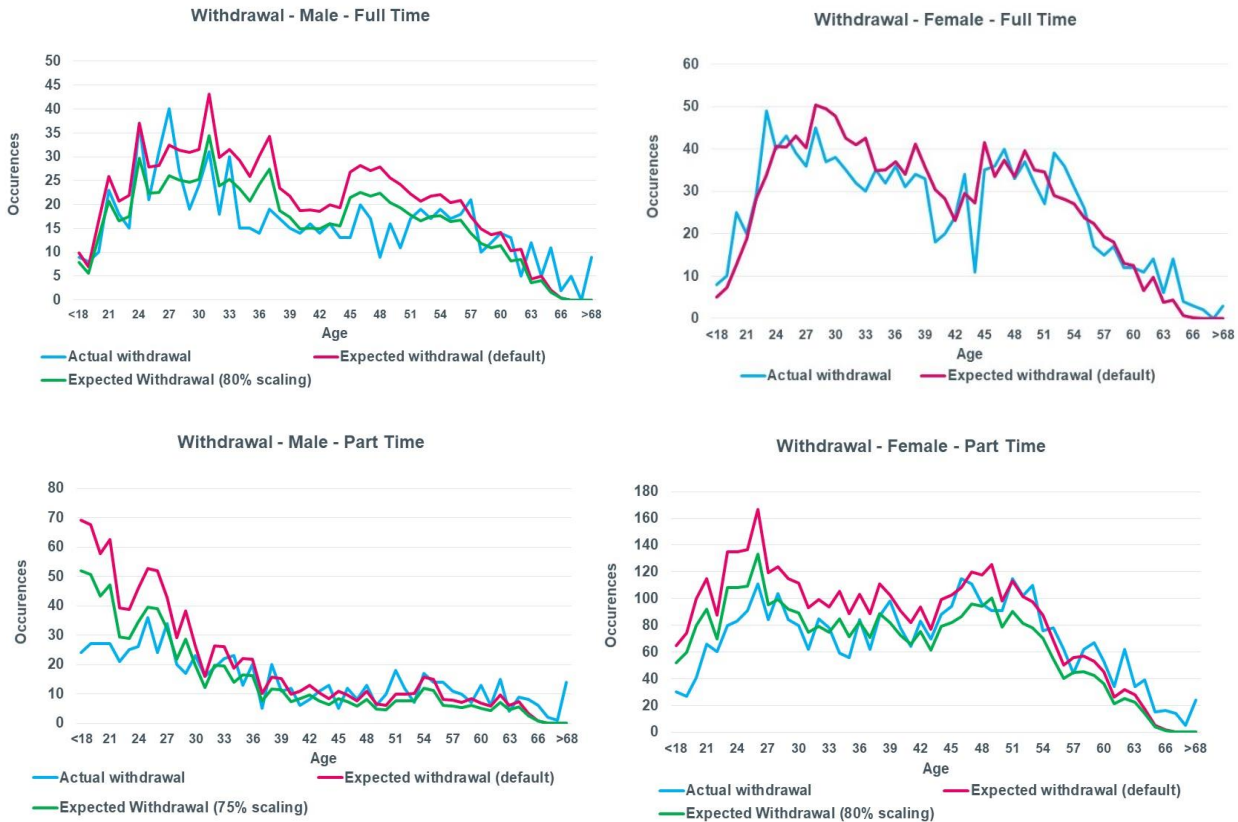 Withdrawal - Male - Full Time
50
45
40
35
30
25
20
15
10
5
0
Occurences
<18 21 24 27 30 33 36 39 42 45 48 51 54 57 60 63 66 >68
Age
Actual withdrawal Expected withdrawal (default)
Expected Withdrawal (80% scaling)
Withdrawal - Female - Full Time
60
50
40
30
20
10
0
Occurences
<18 21 24 27 30 33 36 39 42 45 48 51 54 57 60 63 66 >68
Age
Actual withdrawal Expected withdrawal (default)
Withdrawal - Male - Part Time
80
70
60
50
40
30
20
10
0
Occurences
<18 21 24 27 30 33 36 39 42 45 48 51 54 57 60 63 66 >68
Age
Actual withdrawal Expected withdrawal (default)
Expected Withdrawal (75% scaling)
Withdrawal - Female - Part Time
180
160
140
120
100
80
60
40
20
0
Occurences
<18 21 24 27 30 33 36 39 42 45 48 51 54 57 60 63 66 >68
Age
Actual withdrawal Expected withdrawal (default)
Expected Withdrawal (80% scaling)